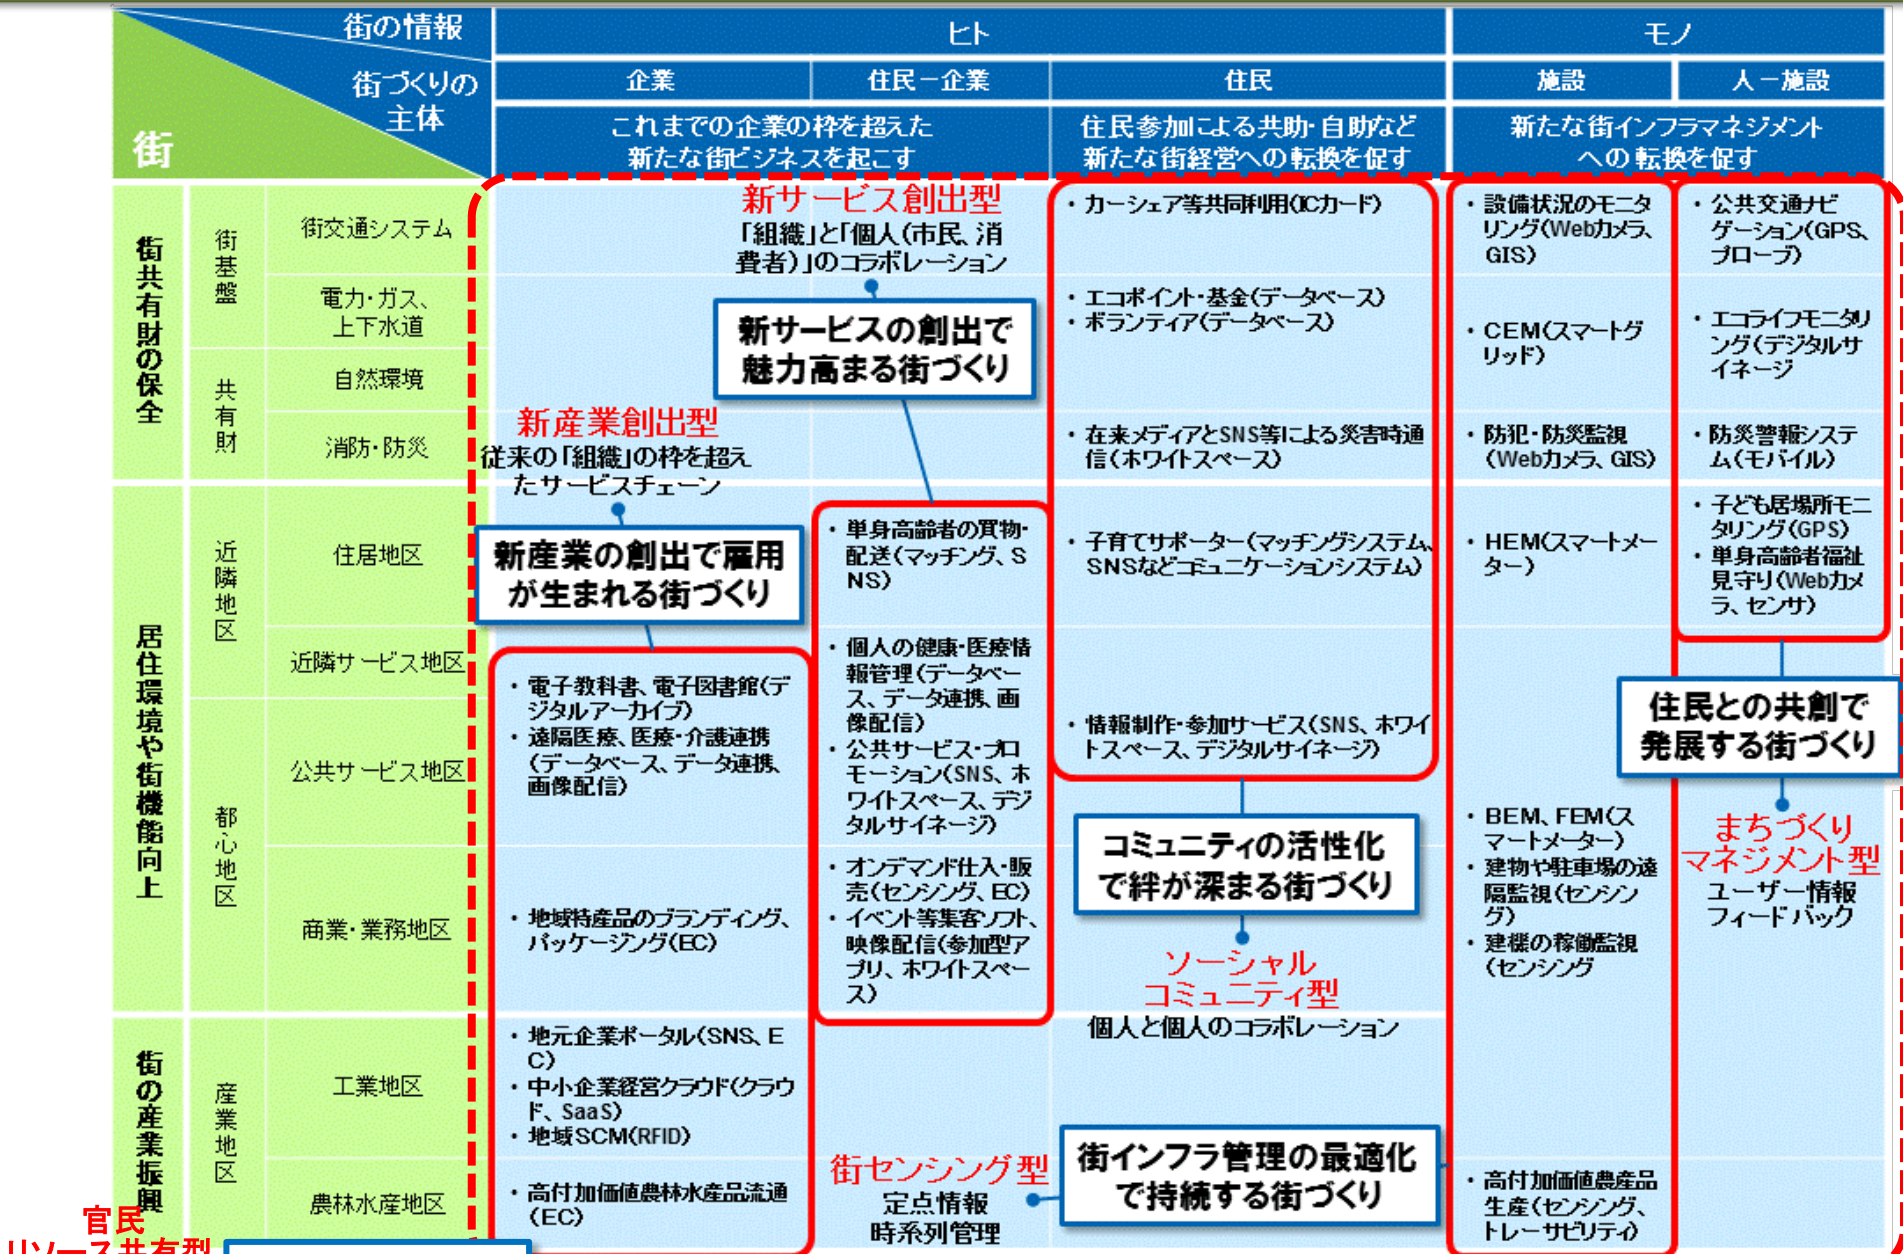 街の情報
街づくりの
主体
街
ヒト
モノ
企業
住民－企業
住民
施設
人－施設
これまでの企業の枠を超えた
新たな街ビジネスを起こす
住民参加による共助・自助など
新たな街経営への転換を促す
新たな街インフラマネジメント
への転換を促す
街共有財の保全
街基盤
街交通システム
電力・ガス、
上下水道
共有財
自然環境
消防・防災
居住環境や街機能向上
近隣地区
住居地区
近隣サービス地区
都心地区
公共サービス地区
商業・業務地区
街の産業振興
産業地区
工業地区
農林水産地区
新サービス創出型
「組織」と「個人(市民、消
費者)」のコラボレーション
新サービスの創出で
魅力高まる街づくり
新産業創出型
従来の「組織」の枠を超え
たサービスチェーン
新産業の創出で雇用
が生まれる街づくり
・電子教科書、電子図書館(デ
ジタルアーカイブ)
・遠隔医療、医療・介護連携
(データベース、データ連携、
画像配信)
・地域特産品のブランディング、
パッケージング(EC)
・地元企業ポータル(SNS、E
C)
・中小企業経営クラウド(クラウ
ド、SaaS)
・地域SCM(RFID)
・高付加価値農林水産品流通
(EC)
・単身高齢者の買物・
配送(マッチング、S
NS)
・個人の健康・医療情
報管理(データベー
ス、データ連携、画
像配信)
・公共サービス・プロ
モーション(SNS、ホ
ワイトスペース、デジ
タルサイネージ)
・オンデマンド仕入・販
売(センシング、EC)
・イベント等集客ソフト、
映像配信(参加型ア
プリ、ホワイトスペー
ス)
・カーシェア等共同利用(ICカード)
・エコポイント・基金(データベース)
・ボランティア(データベース)
・在来メディアとSNS等による災害時通
信(ホワイトスペース)
・子育てサポーター(マッチングシステム、
SNSなどコミュニケーションシステム)
・情報制作・参加サービス(SNS、ホワイ
トスペース、デジタルサイネージ)
コミュニティの活性化
で絆が深まる街づくり
ソーシャル
コミュニティ型
個人と個人のコラボレーション
・設備状況のモニタ
リング(Webカメラ、
GIS)
・CEM(スマートグ
リッド)
・防犯・防災監視
(Webカメラ、GIS)
・HEM(スマートメー
ター)
・BEM、FEM(ス
マートメーター)
・建物や駐車場の遠
隔監視(センシン
グ)
・建機の稼働監視
(センシング
・高付加価値農産品
生産(センシング、
トレーサビリティ)
・公共交通ナビ
ゲーション(GPS、
プローブ)
・エコライフモニタリ
ング(デジタルサ
イネージ
・防災警報システ
ム(モバイル)
・子ども居場所モニ
タリング(GPS)
・単身高齢者福祉
見守り(Webカメ
ラ、センサ)
住民との共創で
発展する街づくり
まちづくり
マネジメント型
ユーザー情報
フィードバック
街センシング型
定点情報
時系列管理
街インフラ管理の最適化
で持続する街づくり
官民
リソース共有型